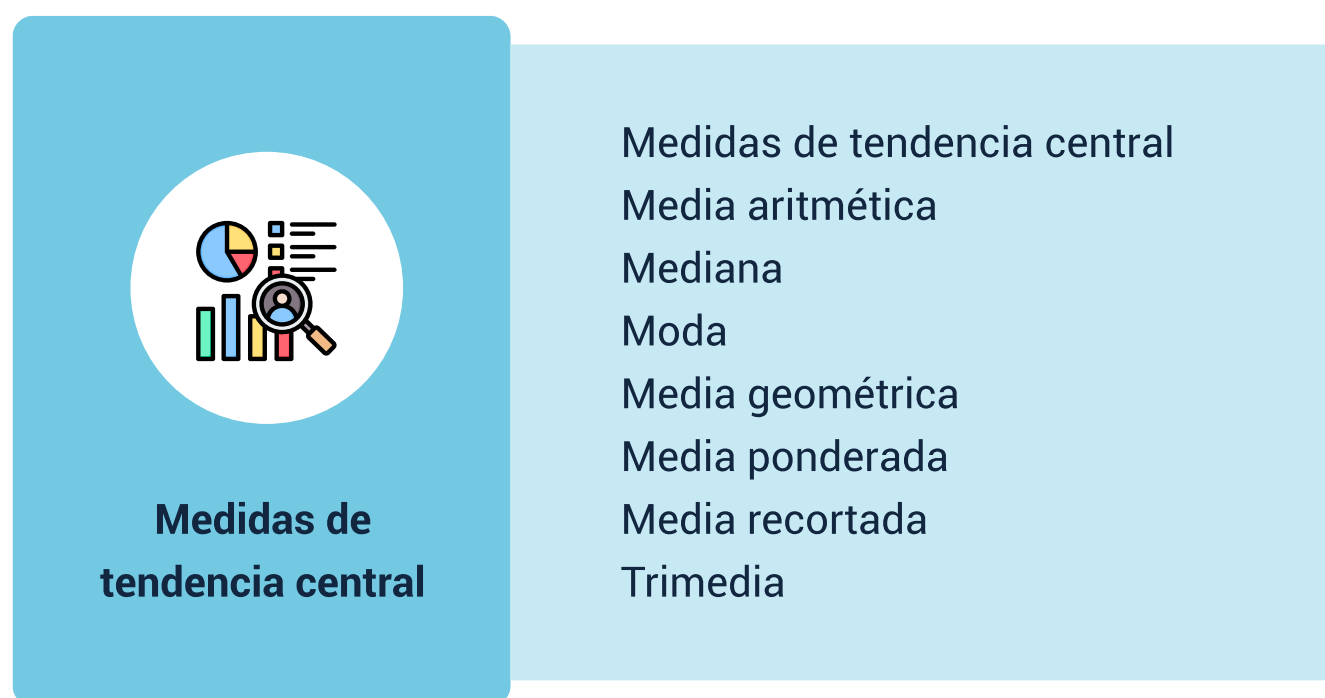 Medidas de
tendencia central
Medidas de tendencia central
Media aritmética
Mediana
Moda
Media geométrica
Media ponderada
Media recortada
Trimedia